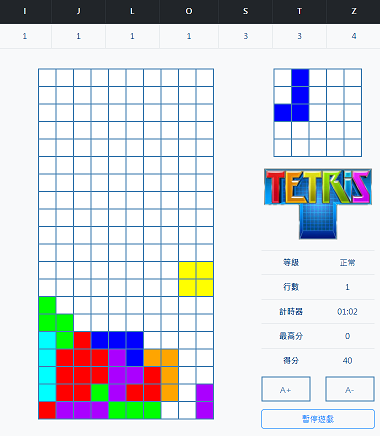 I J L O S T Z
1 1 1 1 3 3 4
TETRIS
等級 正常
行數 1
計時器 01:02
最高分 0
得分 40
A+ A-
暫停遊戲